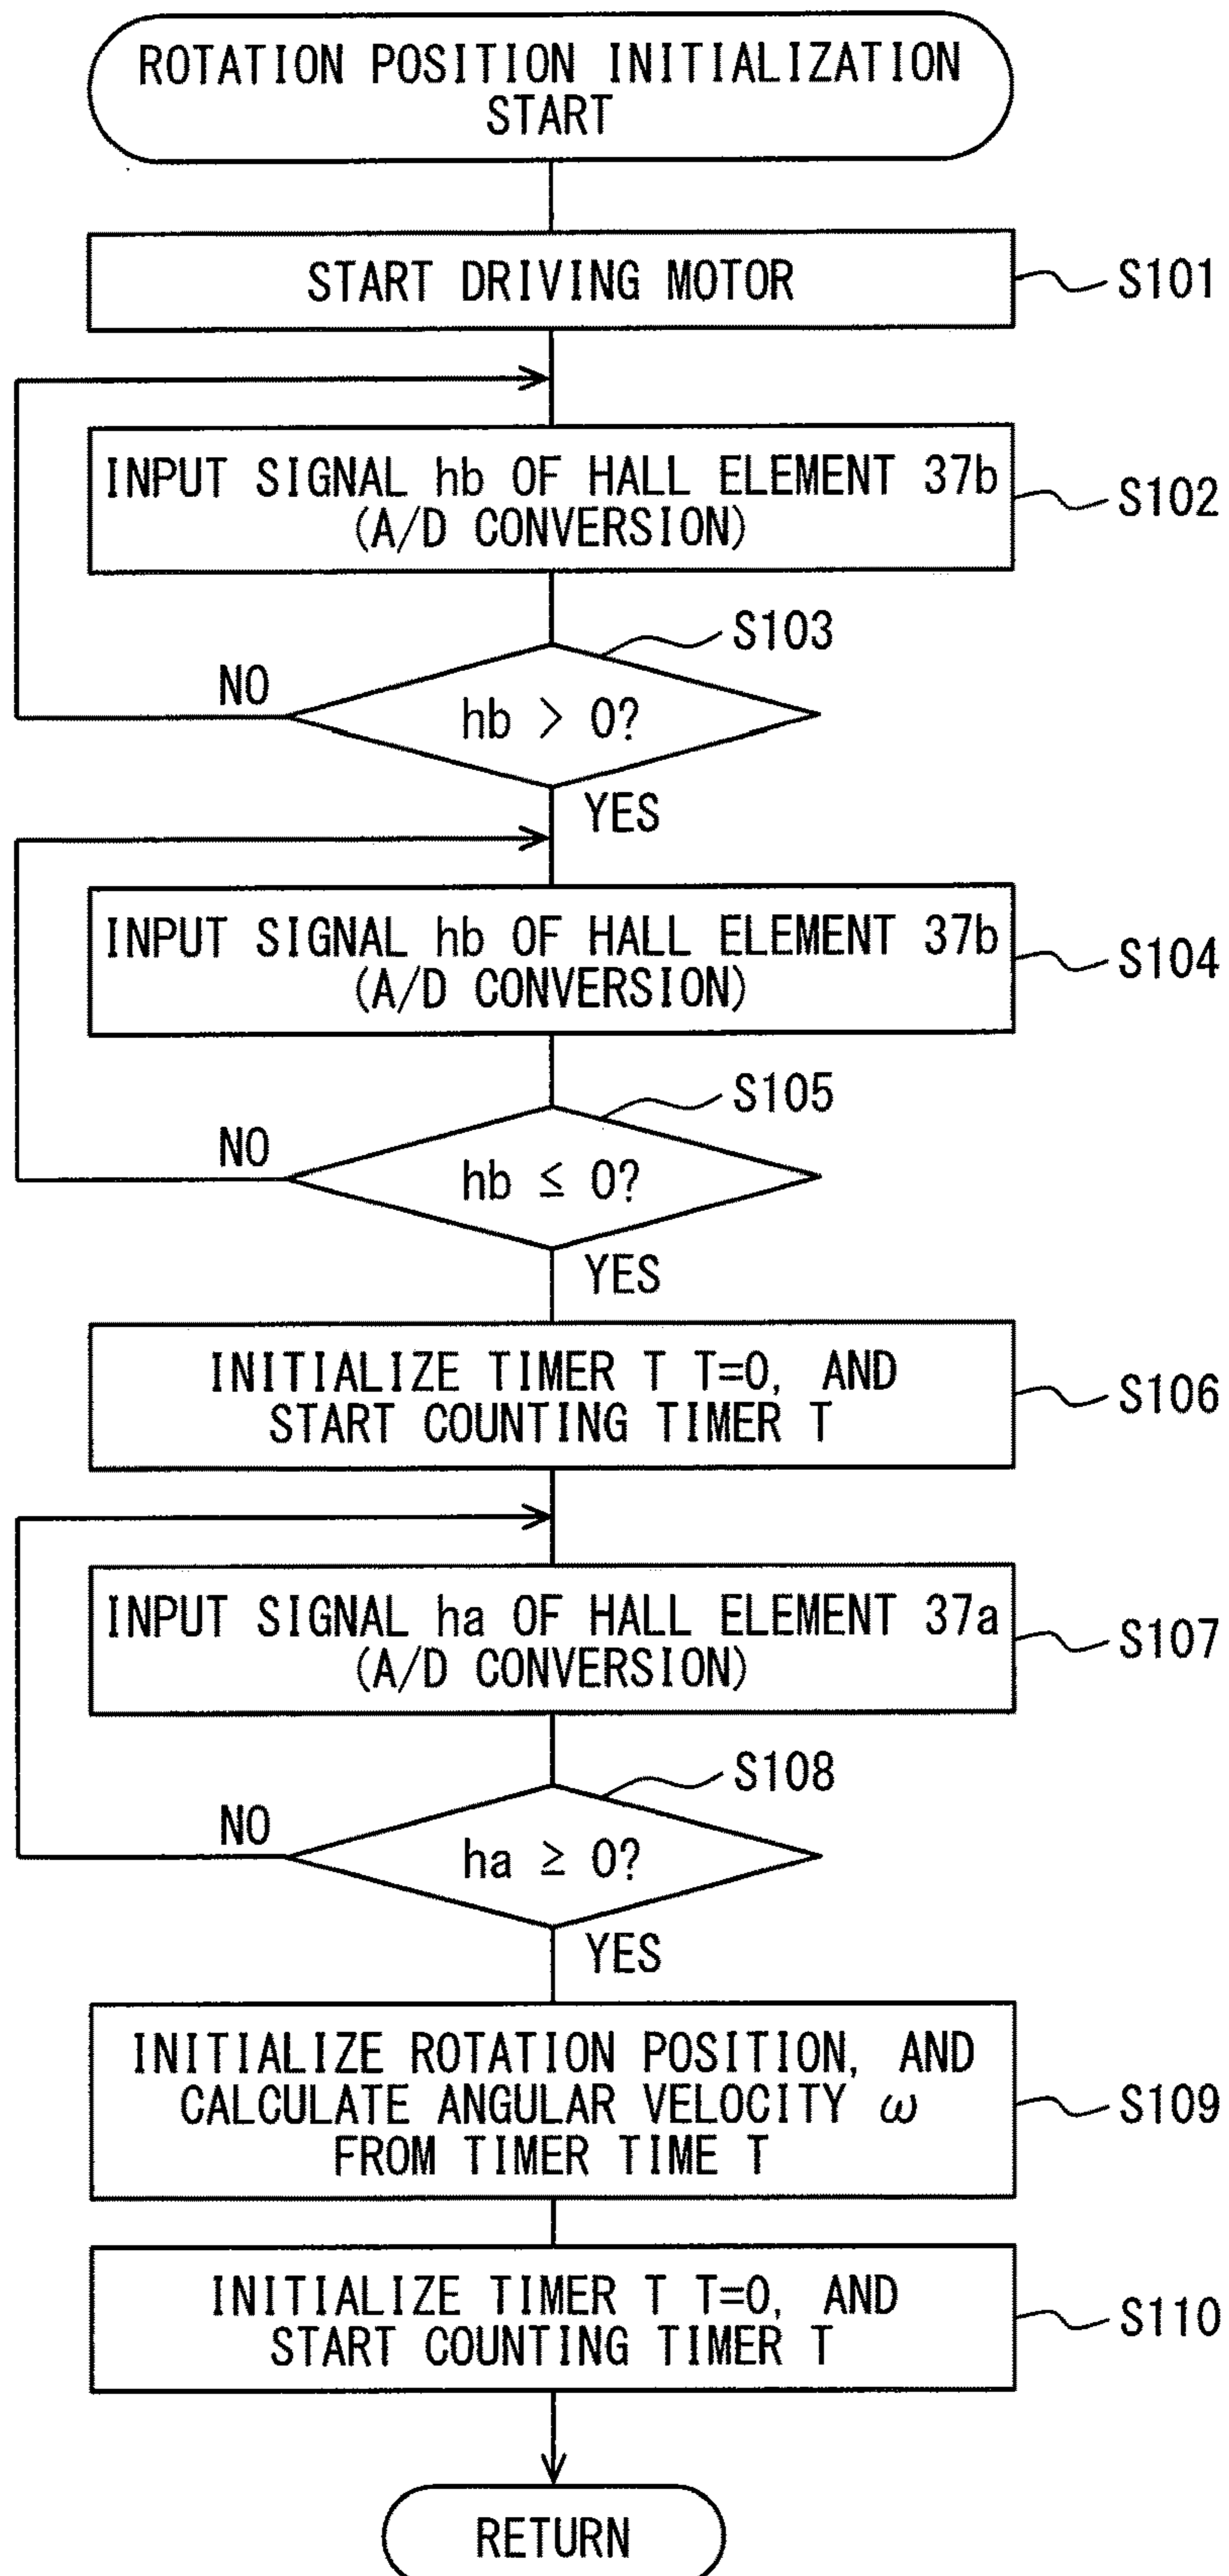 ROTATION POSITION INITIALIZATION
START
START DRIVING MOTOR
S101
INPUT SIGNAL hb OF HALL ELEMENT 37b
(A/D CONVERSION)
S102
S103
NO
hb > 0?
YES
INPUT SIGNAL hb OF HALL ELEMENT 37b
(A/D CONVERSION)
S104
S105
NO
hb ≤ 0?
YES
INITIALIZE TIMER T T=0, AND
START COUNTING TIMER T
S106
INPUT SIGNAL ha OF HALL ELEMENT 37a
(A/D CONVERSION)
S107
S108
NO
ha ≥ 0?
YES
INITIALIZE ROTATION POSITION, AND
CALCULATE ANGULAR VELOCITY ω
FROM TIMER TIME T
S109
INITIALIZE TIMER T T=0, AND
START COUNTING TIMER T
S110
RETURN